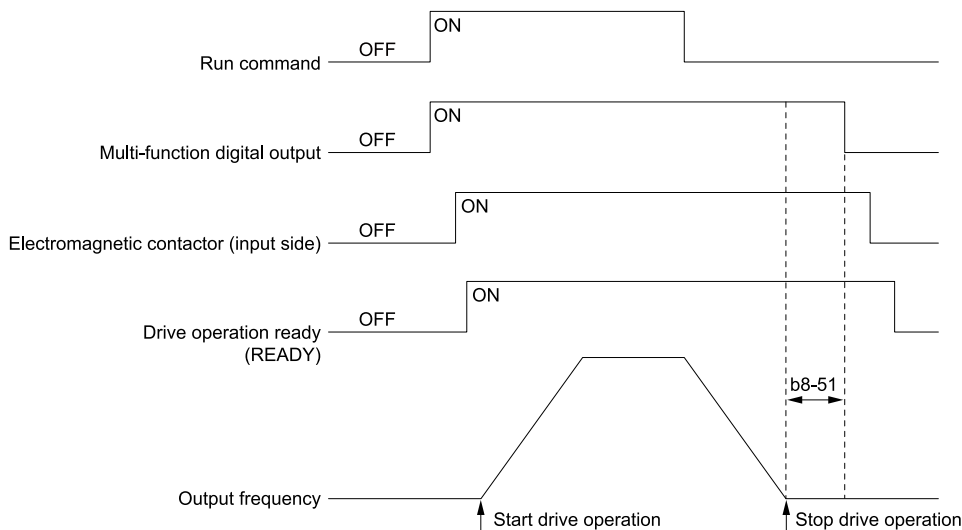 ON
OFF
Run command
ON
OFF
Multi-function digital output
ON
OFF
Electromagnetic contactor (input side)
ON
OFF
Drive operation ready
(READY)
b8-51
Output frequency
Start drive operation
Stop drive operation